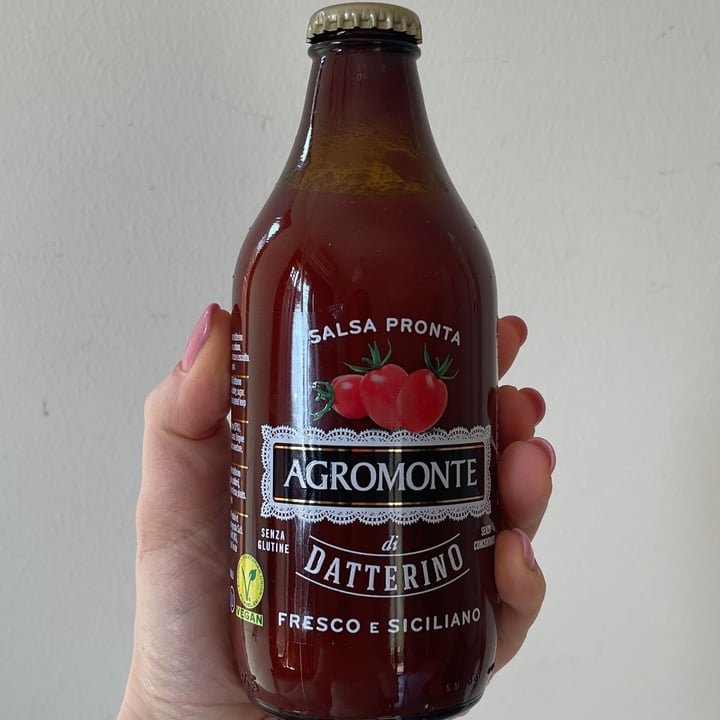 SALSA PRONTA
AGROMONTE
SENZA
GLUTINE
di
DATTERINO
VEGAN
FRESCO E SICILIANO